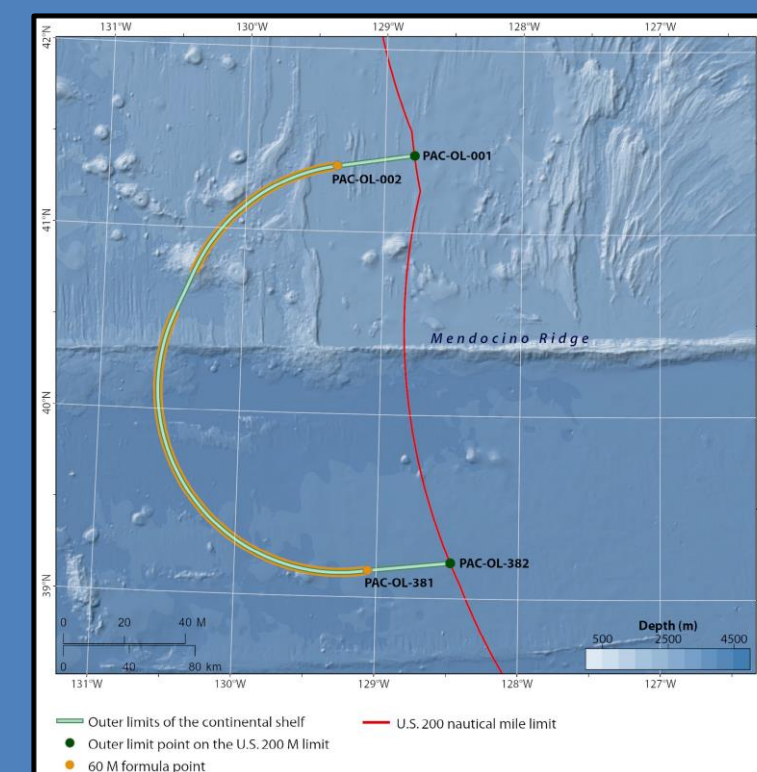 131°W 130°W 129°W 128°W 127°W
42°N
PAC-OL-001
PAC-OL-002
41°N
Mendocino Ridge
40°N
PAC-OL-382
PAC-OL-381
39°N
0 20 40 M
0 40 80 km
Depth (m)
500 2500 4500
131°W 130°W 129°W 128°W 127°W
Outer limits of the continental shelf
U.S. 200 nautical mile limit
Outer limit point on the U.S. 200 M limit
60 M formula point